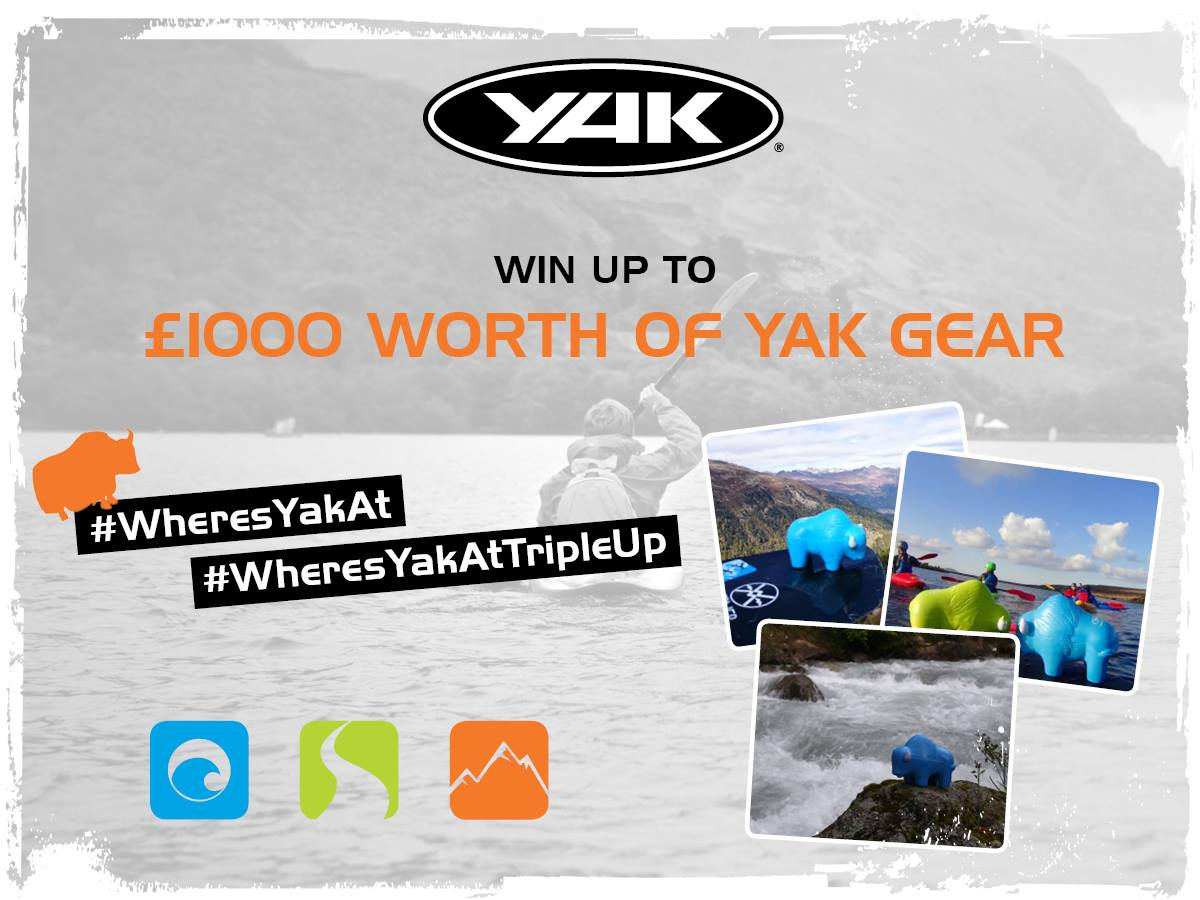 YAK
®
WIN UP TO
£1000 WORTH OF YAK GEAR
#WheresYakAt
#WheresYakAtTripleUp